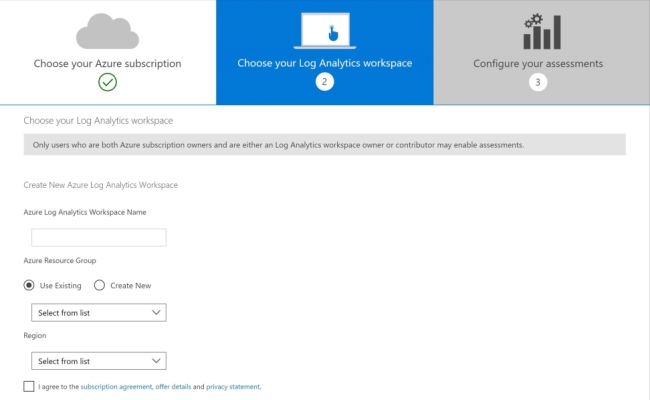 Choose your Azure subscription
Choose your Log Analytics workspace
2
Configure your assessments
3
Choose your Log Analytics workspace
Only users who are both Azure subscription owners and are either an Log Analytics workspace owner or contributor may enable assessments.
Create New Azure Log Analytics Workspace
Azure Log Analytics Workspace Name
Azure Resource Group
Use Existing Create New
Select from list
Region
Select from list
I agree to the subscription agreement, offer details and privacy statement.